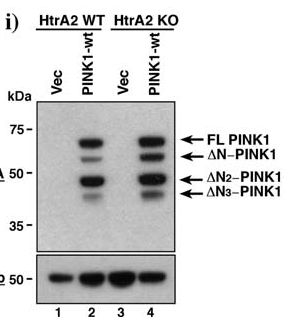 i)
HtrA2 WT HtrA2 KO
Vec PINK1-wt Vec PINK1-wt
kDa
75
FL PINK1
ΔN-PINK1
50
ΔN2-PINK1
ΔN3-PINK1
35
50
1 2 3 4